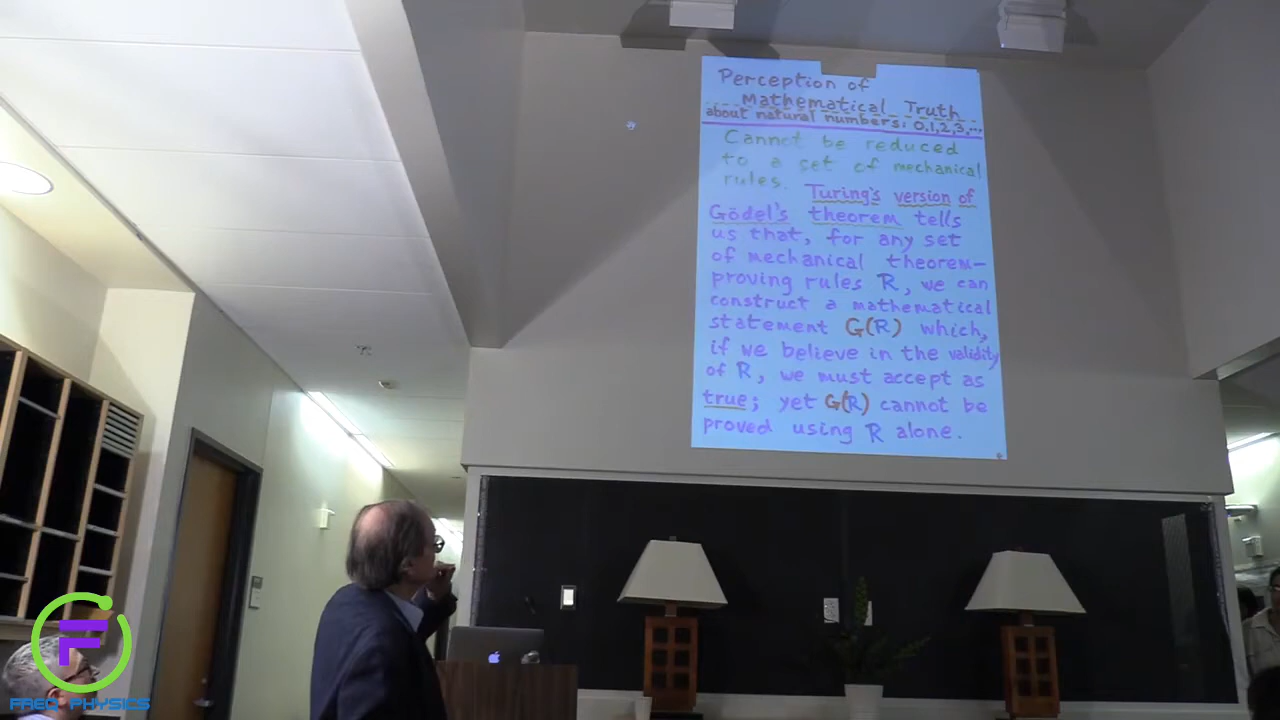 Perception of
Mathematical Truth
about natural numbers: 0,1,2,3,...
Cannot be reduced
to a set of mechanical
rules. Turing's version of
Gödel's theorem tells
us that, for any set
of mechanical theorem-
proving rules R, we can
construct a mathematical
statement G(R) which,
if we believe in the validity
of R, we must accept as
true; yet G(R) cannot be
proved using R alone.
FREQ PHYSICS